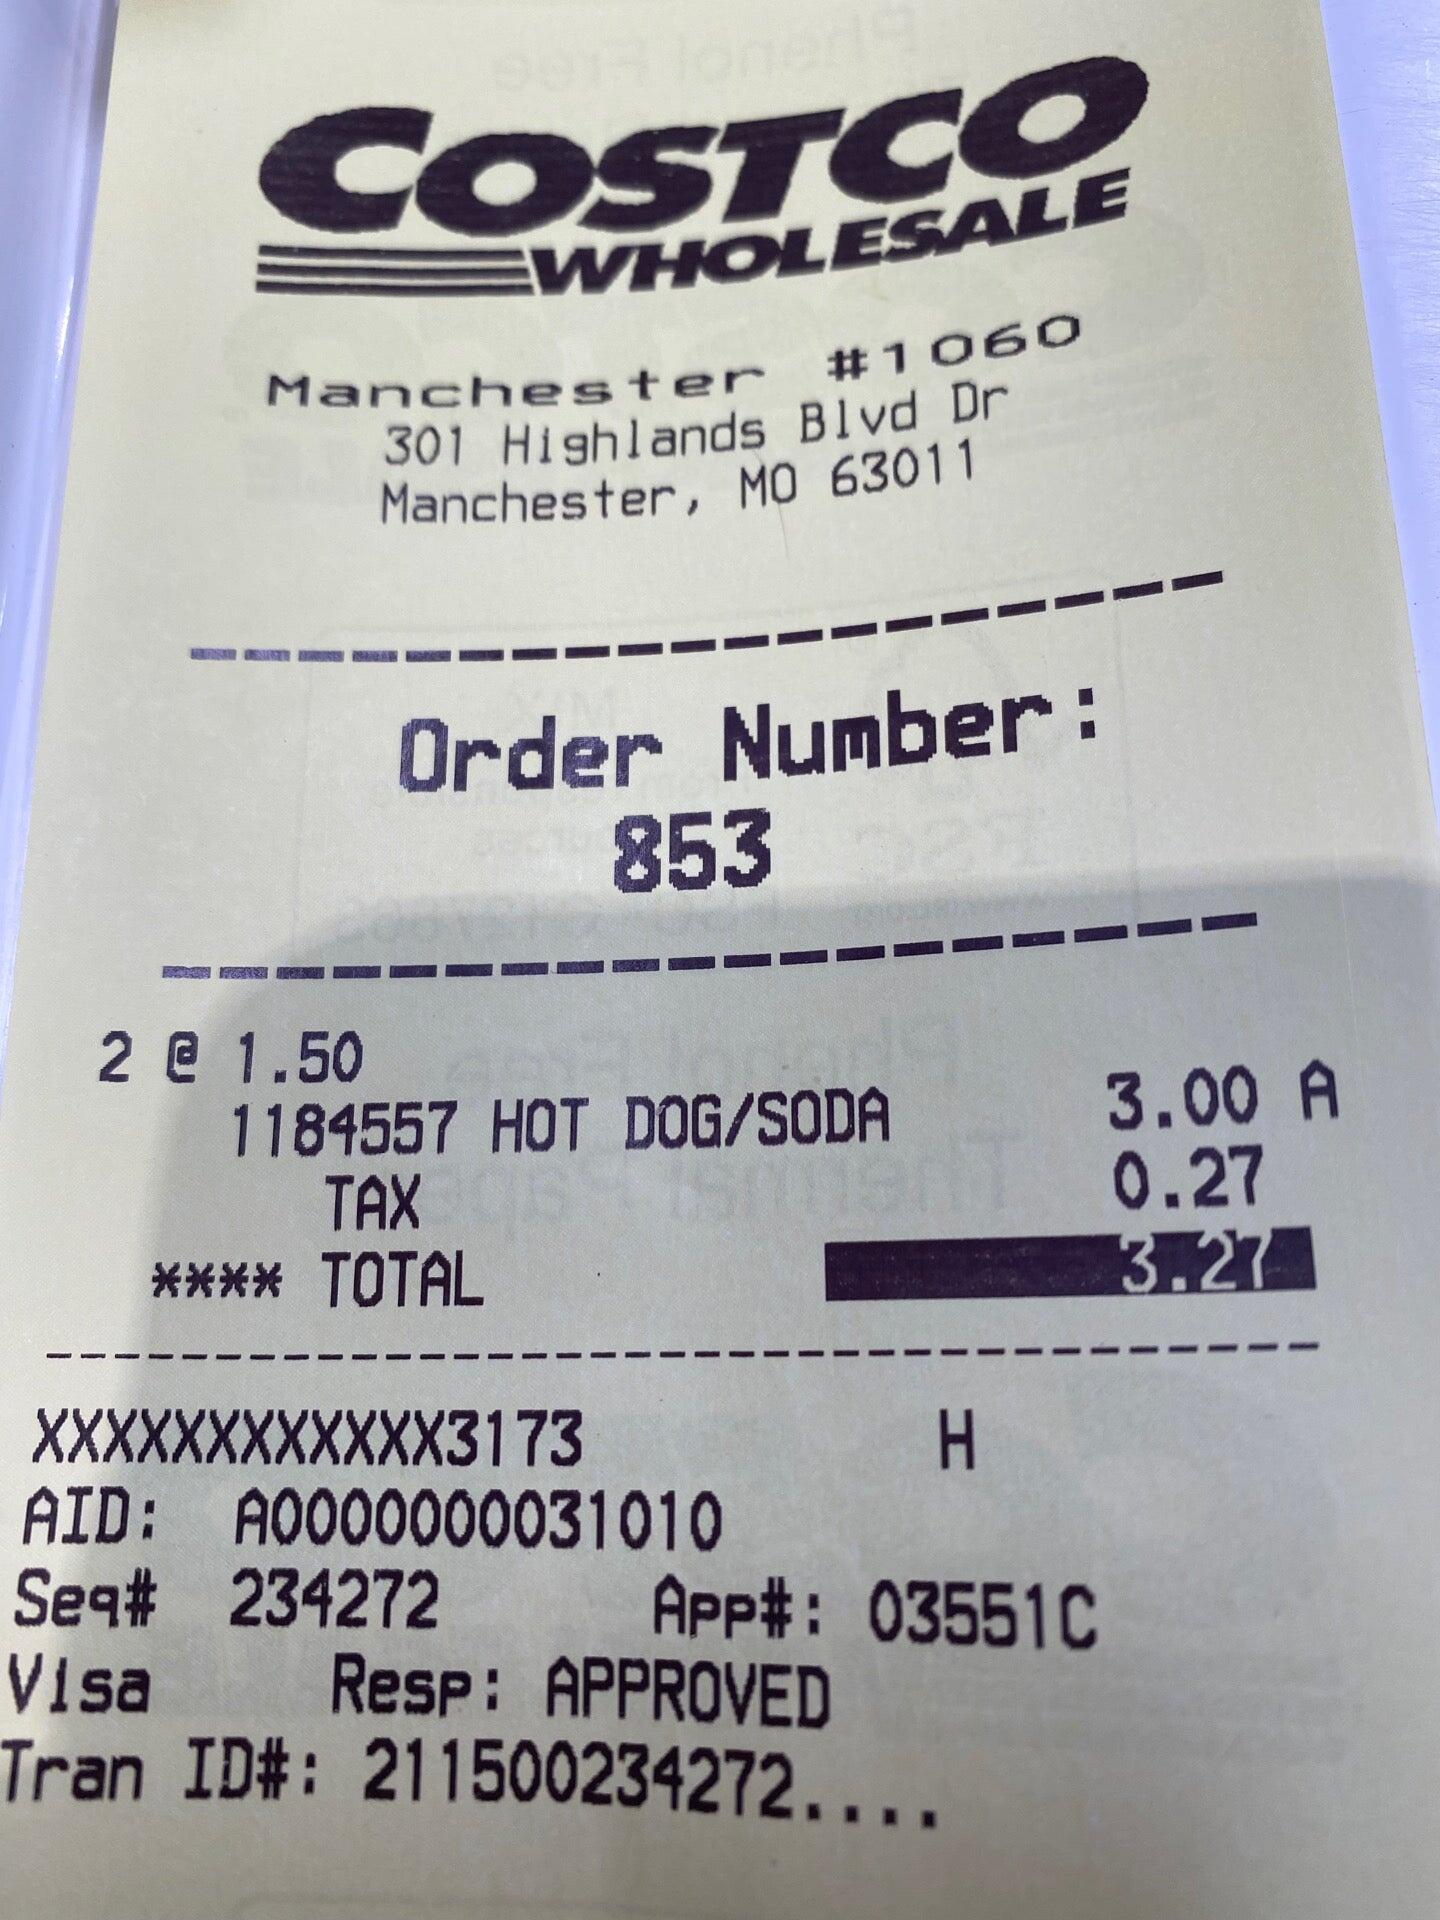 COSTCO
WHOLESALE
Manchester #1060
301 Highlands Blvd Dr
Manchester, MO 63011
Order Number:
853
2 @ 1.50
1184557 HOT DOG/SODA 3.00 A
TAX 0.27
**** TOTAL 3.27
XXXXXXXXXXXX3173 H
AID: A0000000031010
Seq# 234272 App#: 03551C
Visa Resp: APPROVED
Tran ID#: 211500234272....